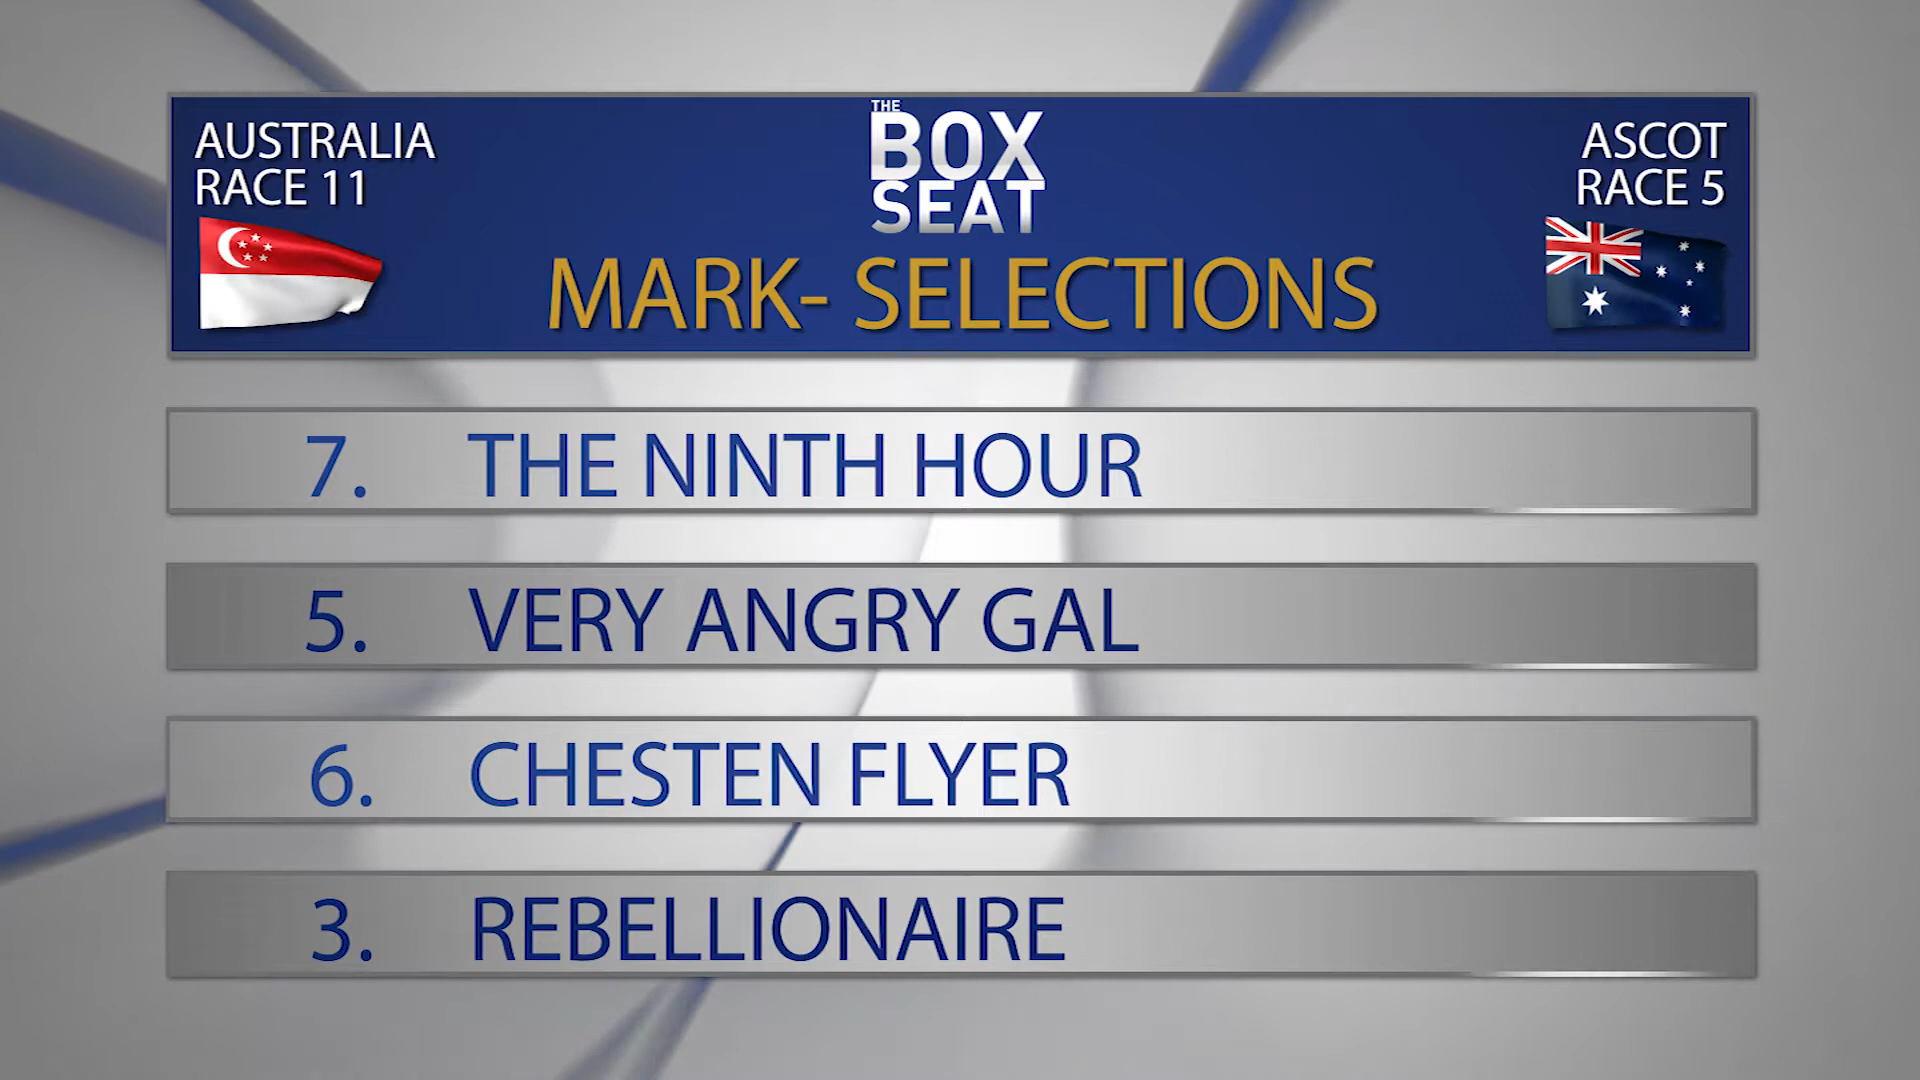 AUSTRALIA
RACE 11
THE
BOX
SEAT
MARK- SELECTIONS
ASCOT
RACE 5
7. THE NINTH HOUR
5. VERY ANGRY GAL
6. CHESTEN FLYER
3. REBELLIONAIRE